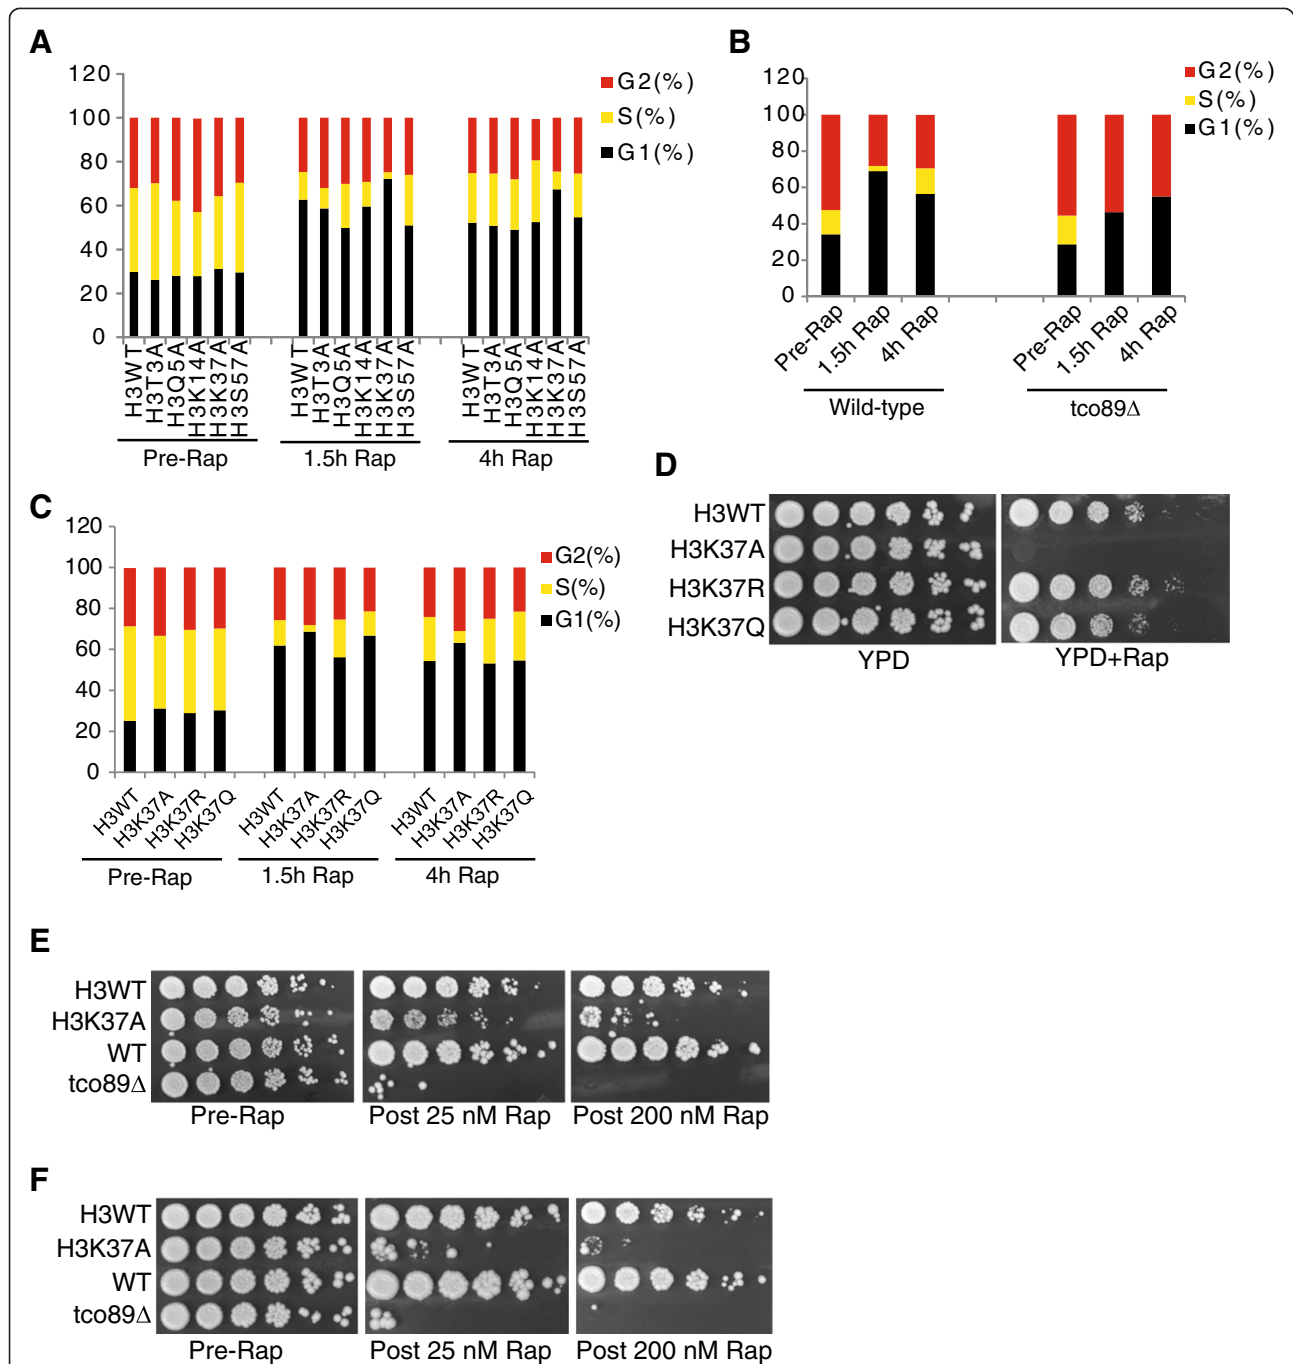 A
120
100
80
60
40
20
0
G2(%)
S(%)
G1(%)
H3WT
H3T3A
H3Q5A
H3K14A
H3K37A
H3S57A
H3WT
H3T3A
H3Q5A
H3K14A
H3K37A
H3S57A
H3WT
H3T3A
H3Q5A
H3K14A
H3K37A
H3S57A
Pre-Rap
1.5h Rap
4h Rap
B
120
100
80
60
40
20
0
G2(%)
S(%)
G1(%)
Pre-Rap
1.5h Rap
4h Rap
Pre-Rap
1.5h Rap
4h Rap
Wild-type
tco89Δ
C
120
100
80
60
40
20
0
G2(%)
S(%)
G1(%)
H3WT
H3K37A
H3K37R
H3K37Q
H3WT
H3K37A
H3K37R
H3K37Q
H3WT
H3K37A
H3K37R
H3K37Q
Pre-Rap
1.5h Rap
4h Rap
D
H3WT
H3K37A
H3K37R
H3K37Q
YPD
YPD+Rap
E
H3WT
H3K37A
WT
tco89Δ
Pre-Rap
Post 25 nM Rap
Post 200 nM Rap
F
H3WT
H3K37A
WT
tco89Δ
Pre-Rap
Post 25 nM Rap
Post 200 nM Rap